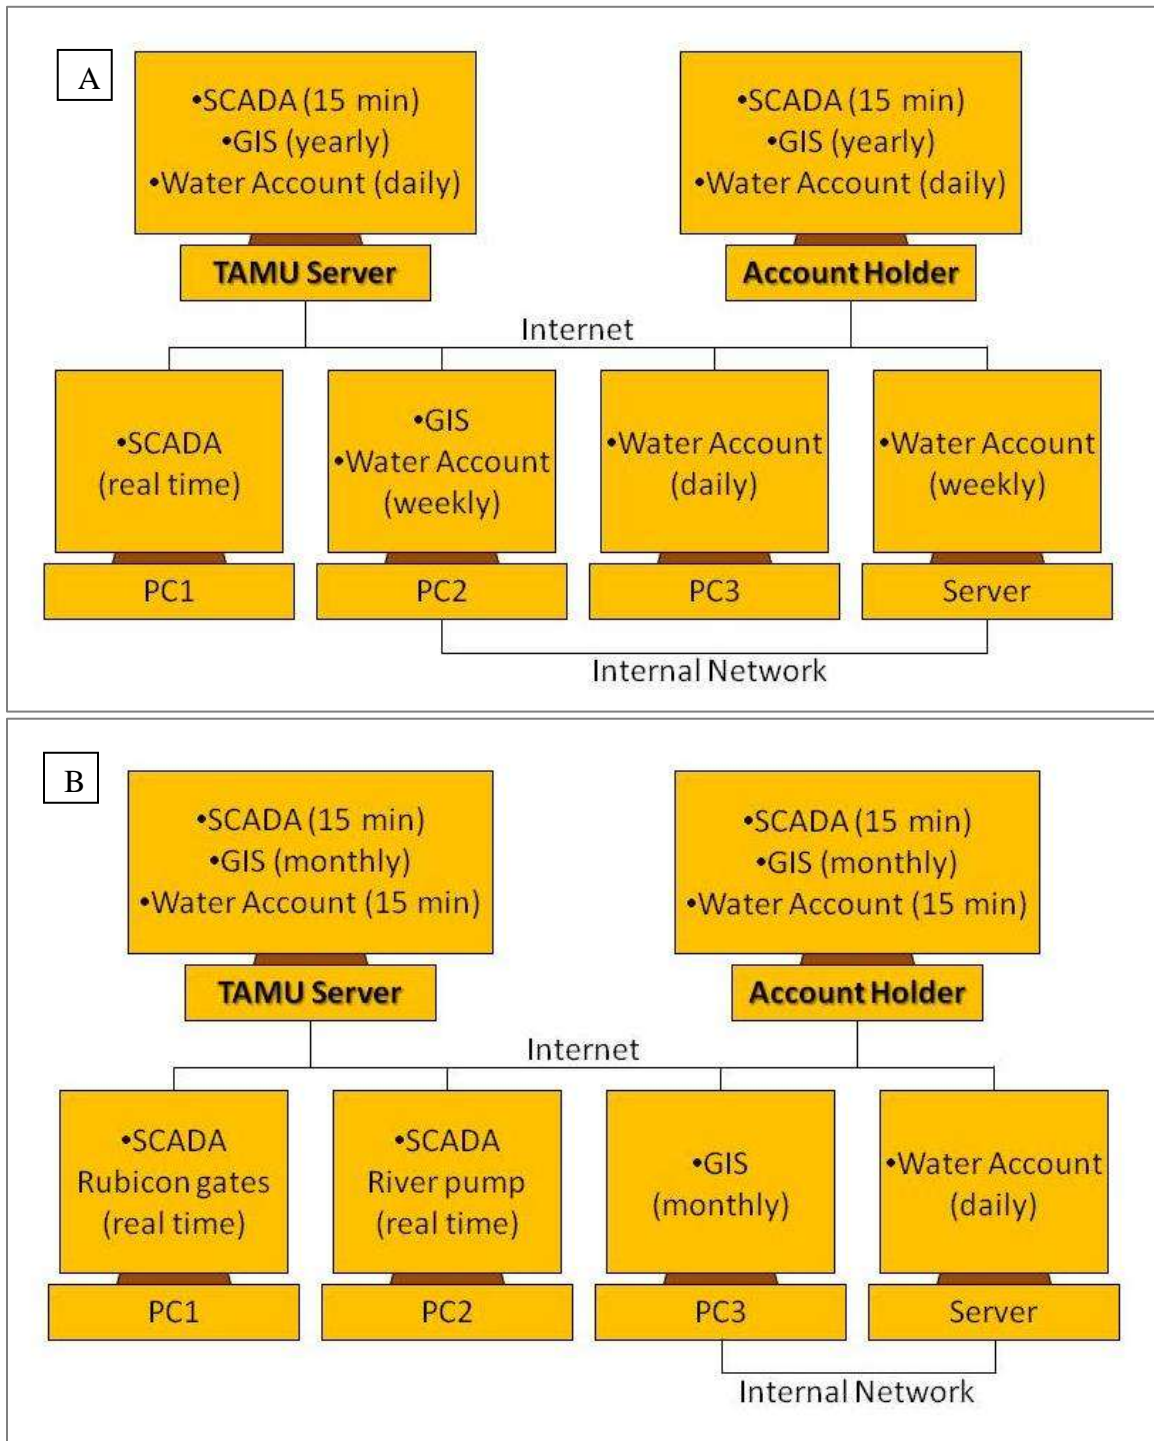 A
•SCADA (15 min)
•GIS (yearly)
•Water Account (daily)
TAMU Server
•SCADA (15 min)
•GIS (yearly)
•Water Account (daily)
Account Holder
Internet
•SCADA
(real time)
PC1
•GIS
•Water Account
(weekly)
PC2
•Water Account
(daily)
PC3
•Water Account
(weekly)
Server
Internal Network
B
•SCADA (15 min)
•GIS (monthly)
•Water Account (15 min)
TAMU Server
•SCADA (15 min)
•GIS (monthly)
•Water Account (15 min)
Account Holder
Internet
•SCADA
Rubicon gates
(real time)
PC1
•SCADA
River pump
(real time)
PC2
•GIS
(monthly)
PC3
•Water Account
(daily)
Server
Internal Network